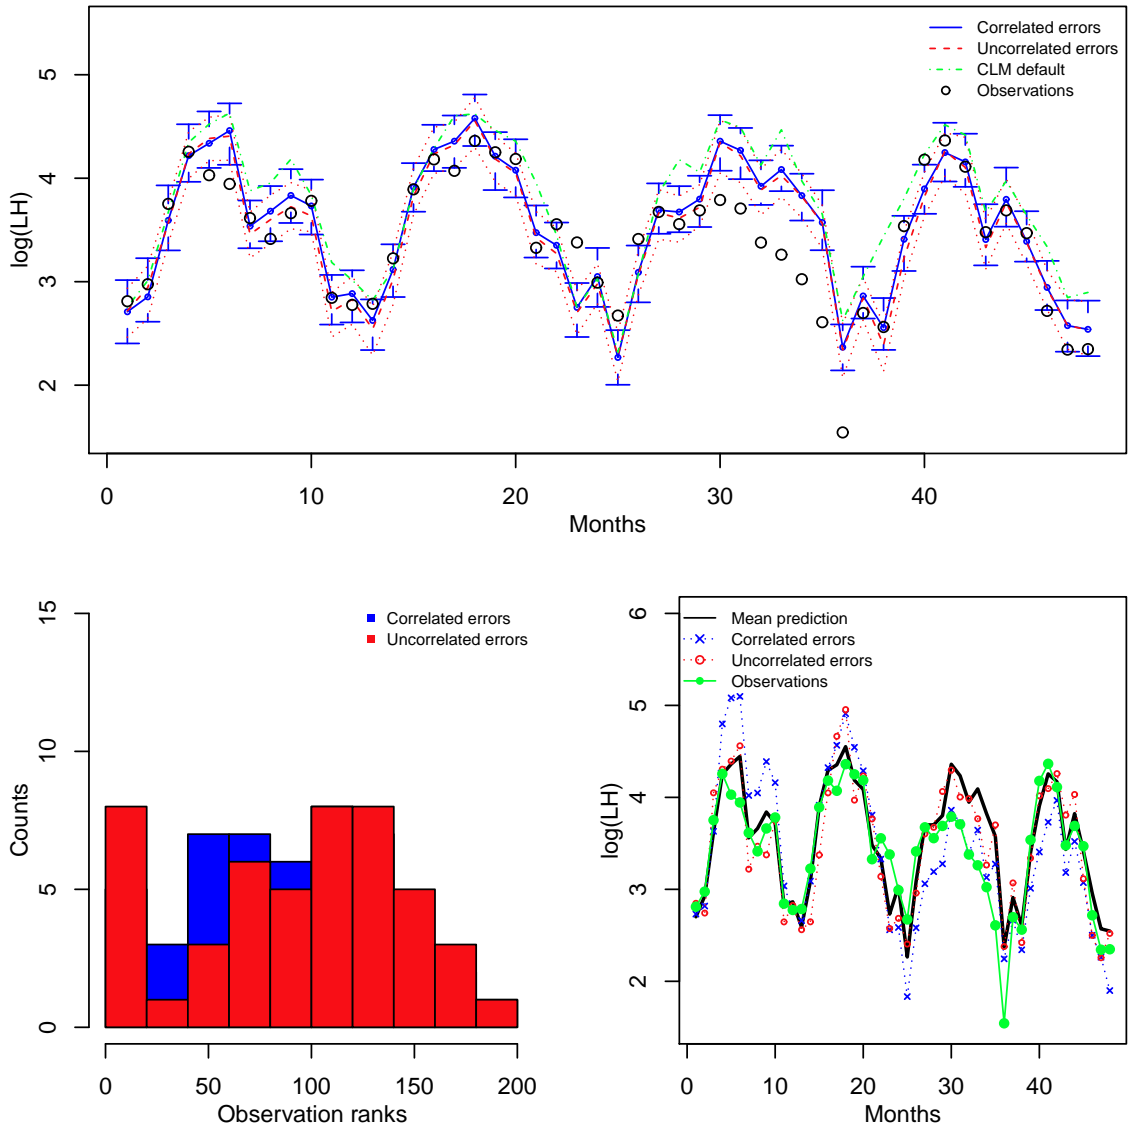 log(LH)
5
4
3
2
Correlated errors
Uncorrelated errors
CLM default
Observations
0 10 20 30 40
Months
Counts
15
10
5
0
Correlated errors
Uncorrelated errors
0 50 100 150 200
Observation ranks
log(LH)
6
5
4
3
2
Mean prediction
Correlated errors
Uncorrelated errors
Observations
0 10 20 30 40
Months